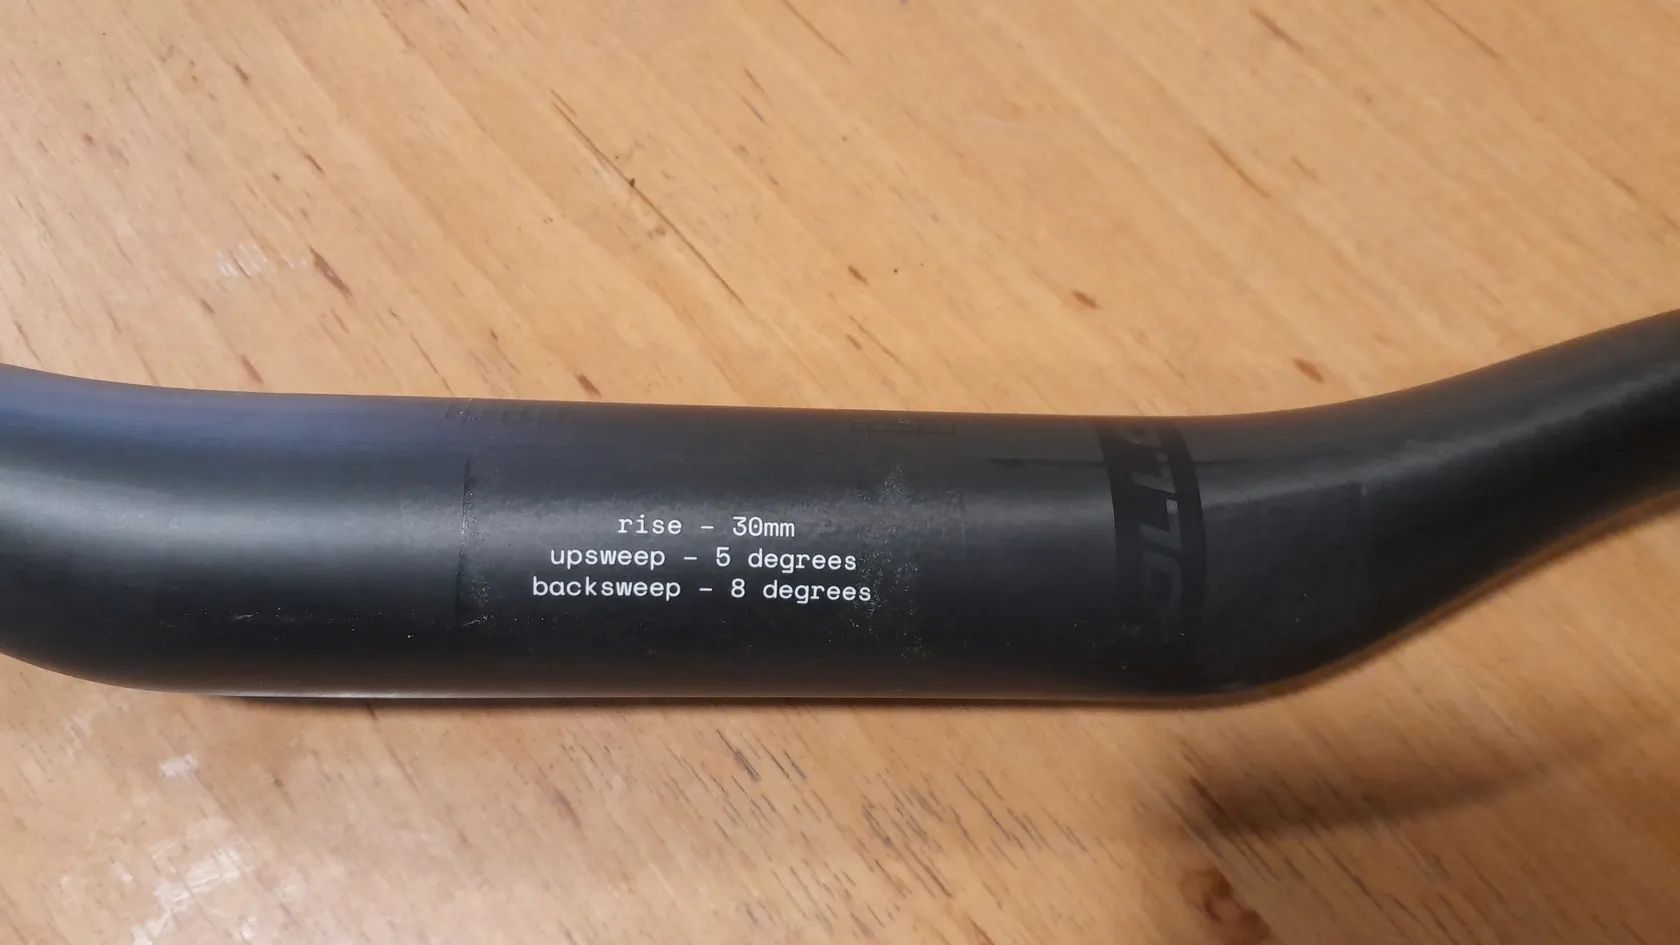 rise - 30mm
upsweep - 5 degrees
backsweep - 8 degrees